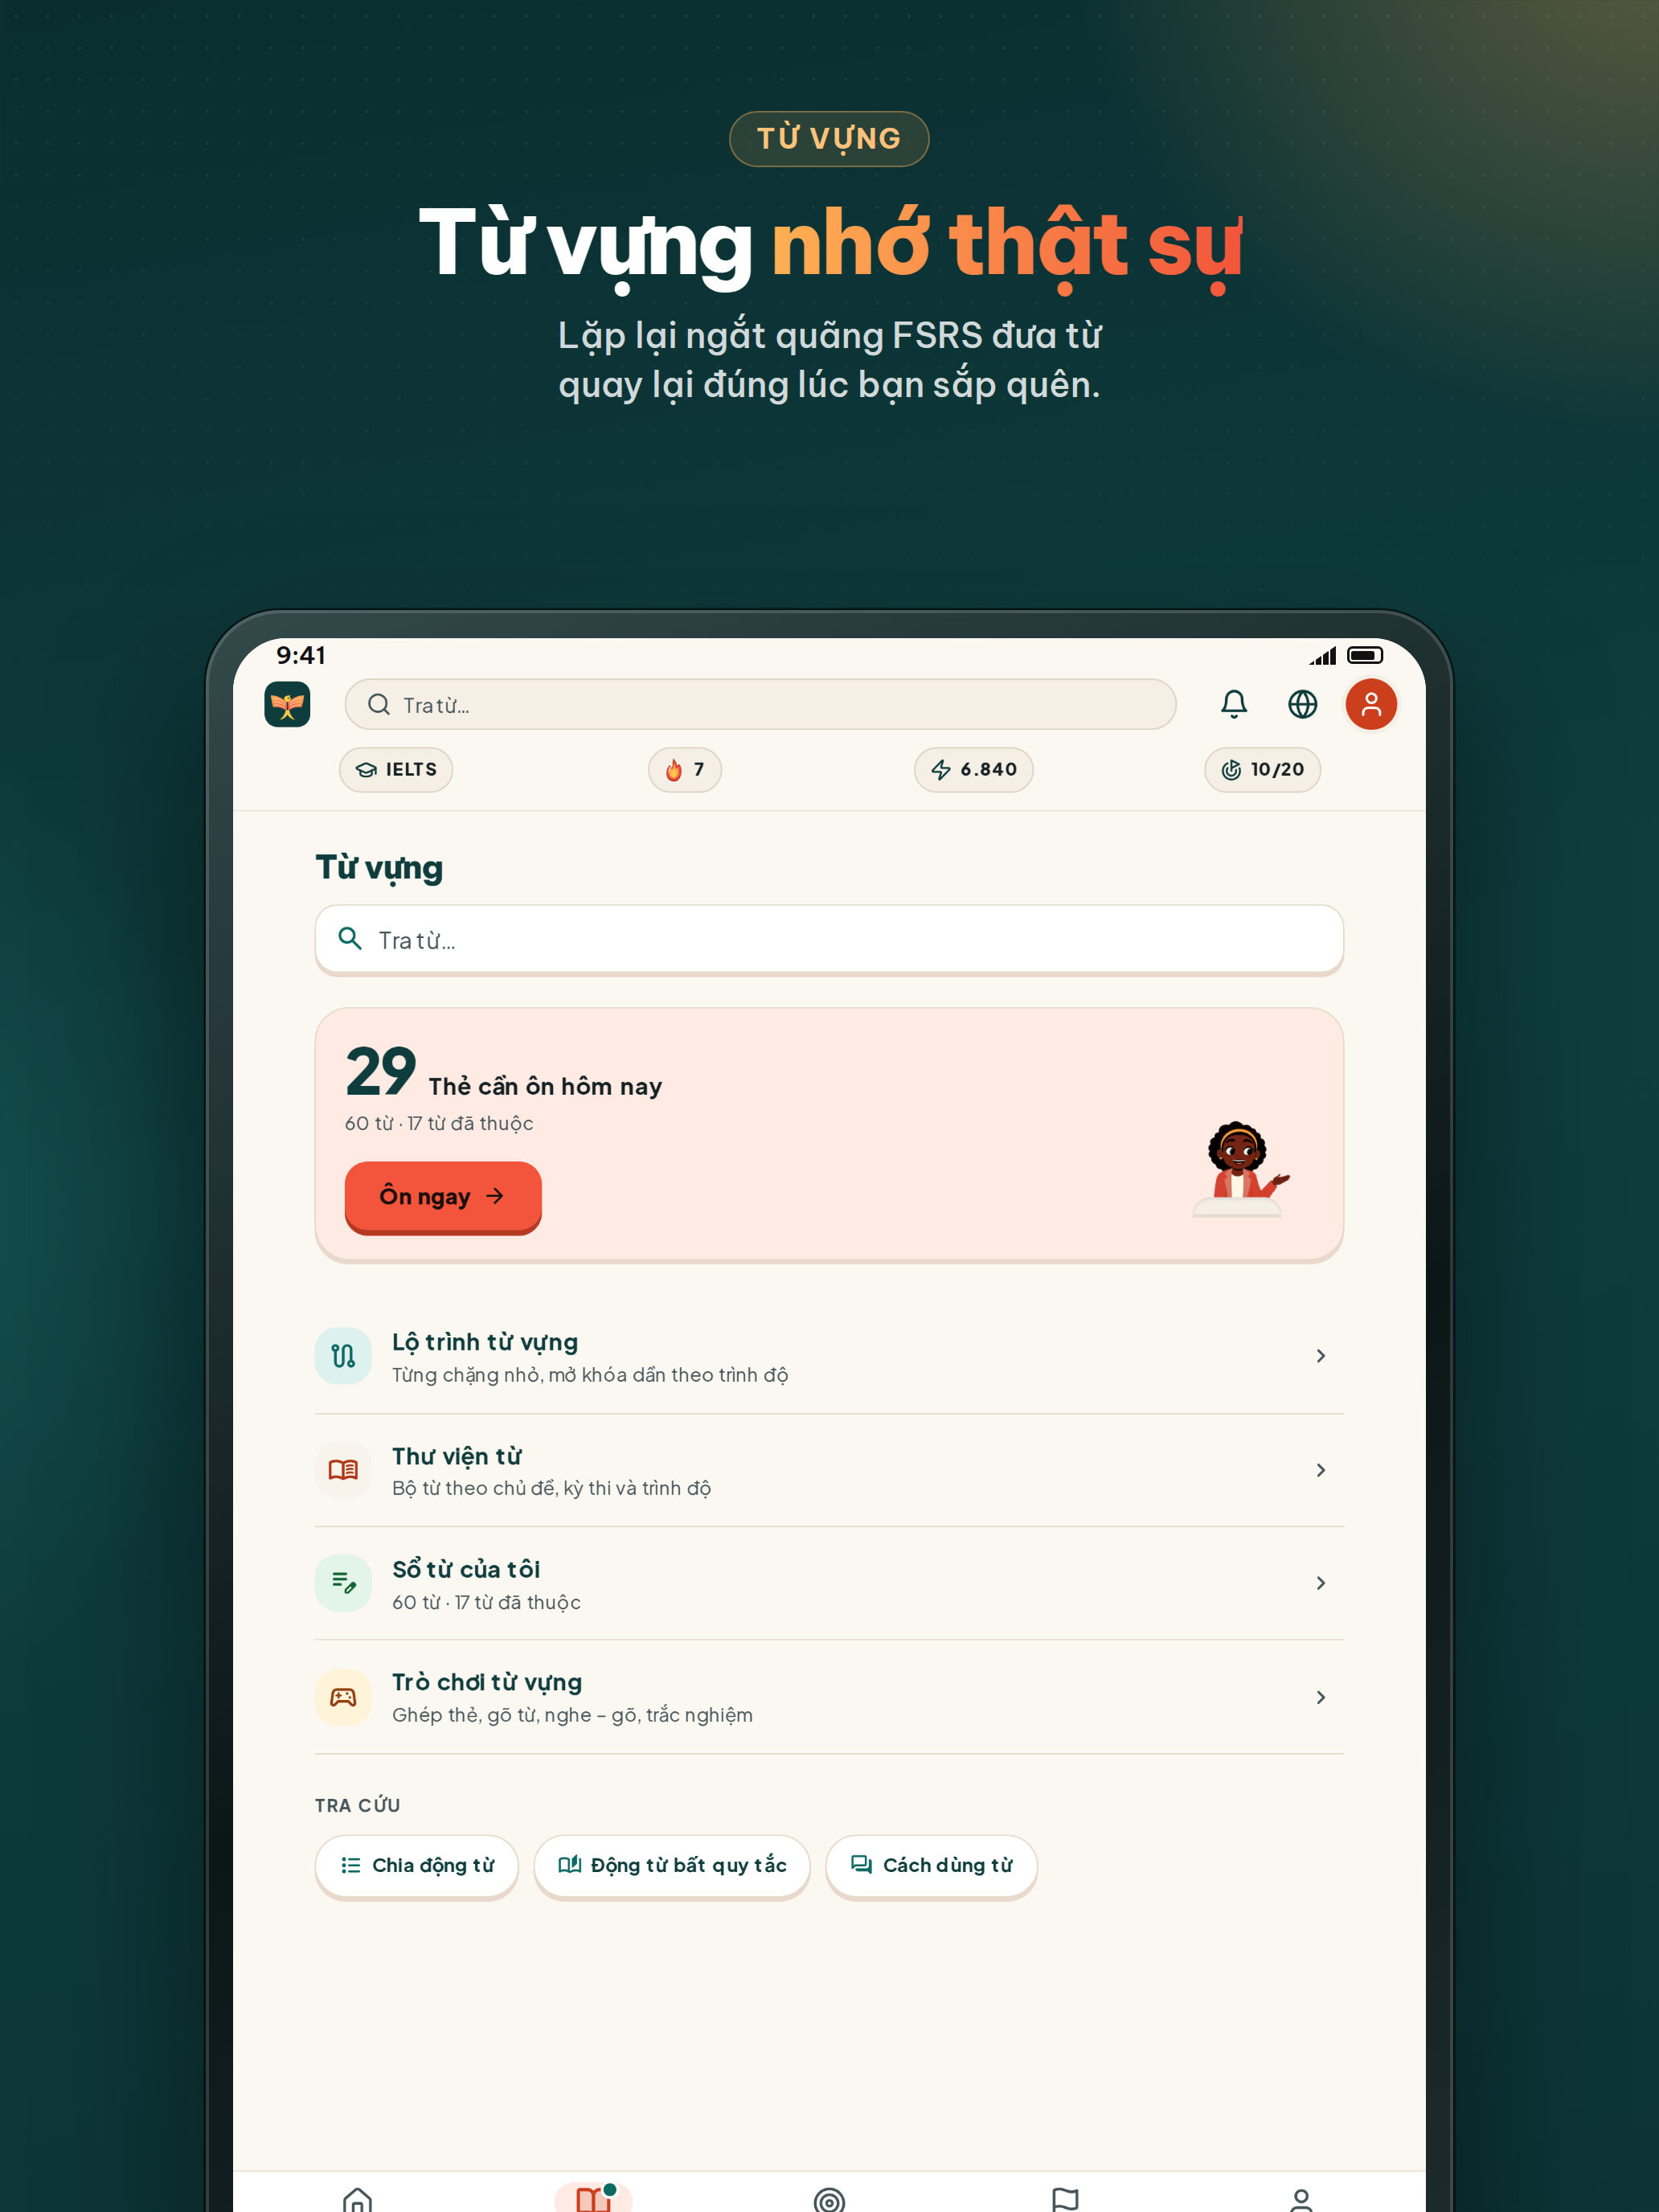 TỪ VỰNG
Từ vựng nhớ thật sự
Lặp lại ngắt quãng FSRS đưa từ
quay lại đúng lúc bạn sắp quên.
9:41
Tra từ...
IELTS
7
6.840
10/20
Từ vựng
Tra từ...
29 Thẻ cần ôn hôm nay
60 từ · 17 từ đã thuộc
Ôn ngay
Lộ trình từ vựng
Từng chặng nhỏ, mở khóa dần theo trình độ
Thư viện từ
Bộ từ theo chủ đề, kỳ thi và trình độ
Sổ từ của tôi
60 từ · 17 từ đã thuộc
Trò chơi từ vựng
Ghép thẻ, gõ từ, nghe – gõ, trắc nghiệm
TRA CỨU
Chia động từ
Động từ bất quy tắc
Cách dùng từ